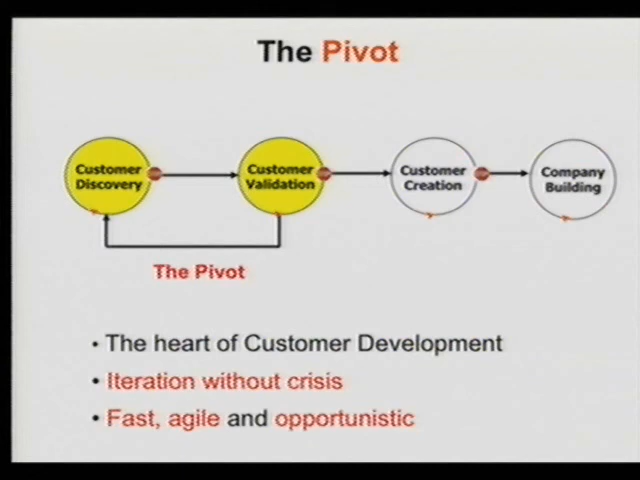 The Pivot
Customer
Discovery
Customer
Validation
Customer
Creation
Company
Building
The Pivot
• The heart of Customer Development
• Iteration without crisis
• Fast, agile and opportunistic